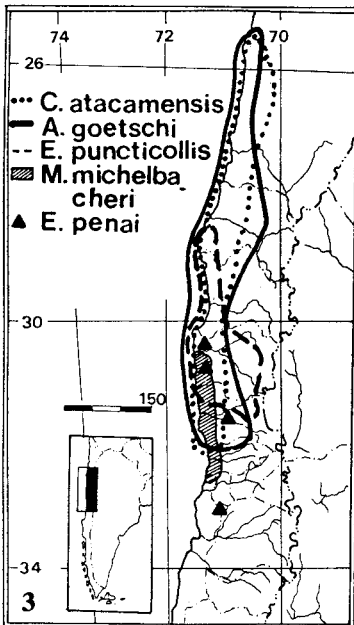 74 72 70
26
C. atacamensis
A. goetschi
E. puncticollis
M. michelba
cheri
E. penai
30
150
34
3